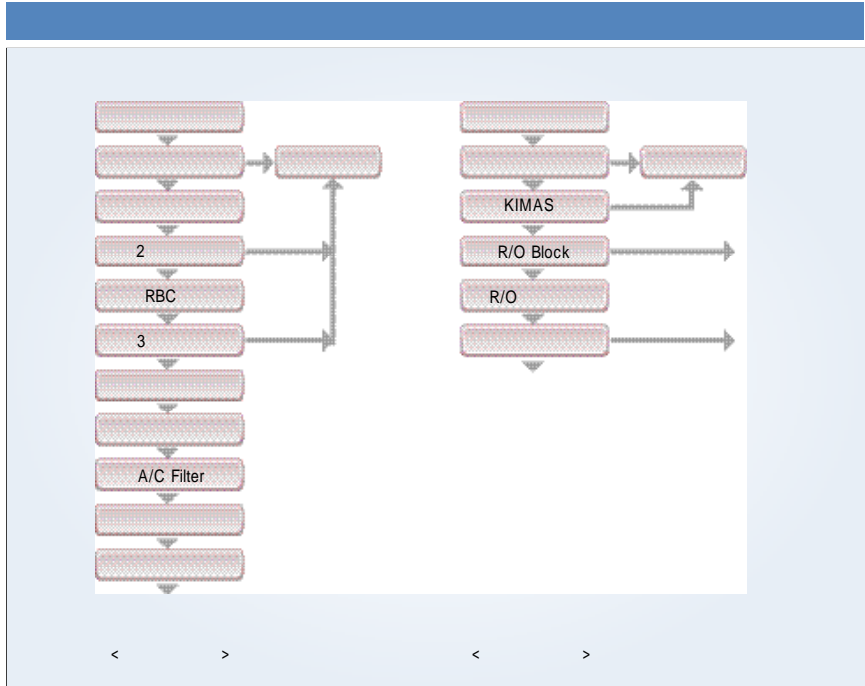 2
RBC
3
A/C Filter
KIMAS
R/O Block
R/O
< >
< >